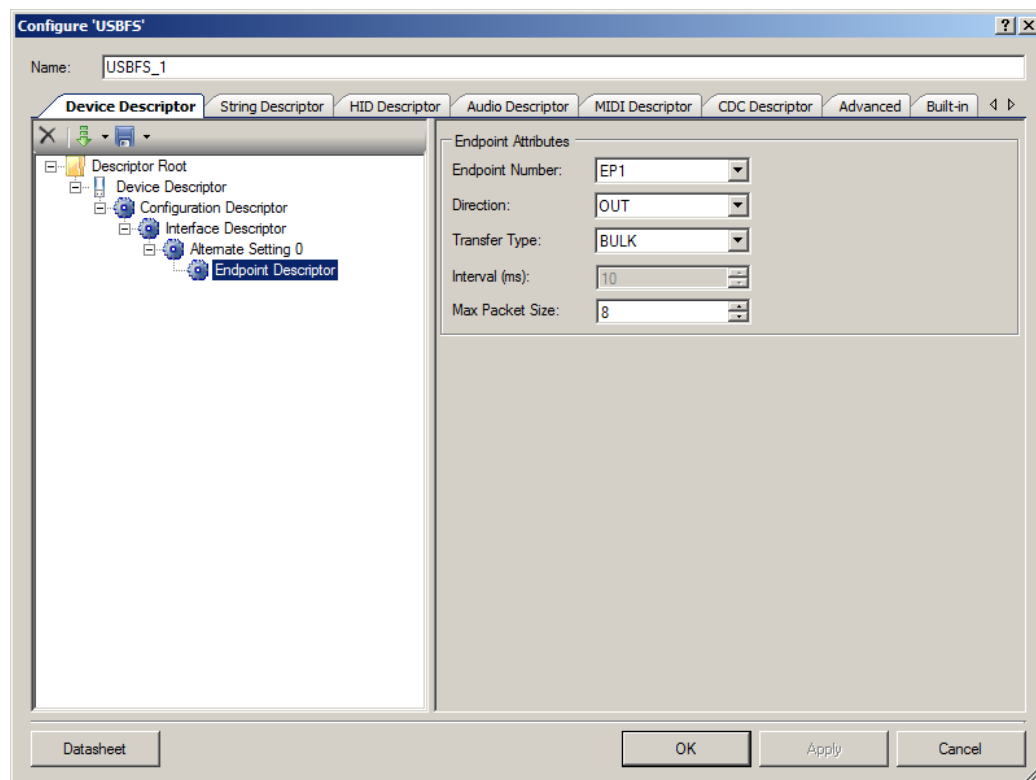 Configure 'USBFS'
Name: USBFS_1
Device Descriptor String Descriptor HID Descriptor Audio Descriptor MIDI Descriptor CDC Descriptor Advanced Built-in
Descriptor Root
Device Descriptor
Configuration Descriptor
Interface Descriptor
Alternate Setting 0
Endpoint Descriptor
Endpoint Attributes
Endpoint Number: EP1
Direction: OUT
Transfer Type: BULK
Interval (ms): 10
Max Packet Size: 8
Datasheet OK Apply Cancel